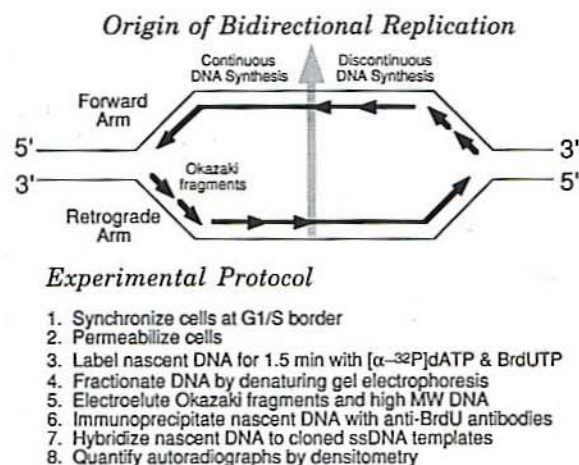 Origin of Bidirectional Replication
Continuous
DNA Synthesis
Discontinuous
DNA Synthesis
Forward
Arm
5'
3'
3'
5'
Okazaki
fragments
Retrograde
Arm
Experimental Protocol
1. Synchronize cells at G1/S border
2. Permeabilize cells
3. Label nascent DNA for 1.5 min with [α–³²P]dATP & BrdUTP
4. Fractionate DNA by denaturing gel electrophoresis
5. Electroelute Okazaki fragments and high MW DNA
6. Immunoprecipitate nascent DNA with anti-BrdU antibodies
7. Hybridize nascent DNA to cloned ssDNA templates
8. Quantify autoradiographs by densitometry